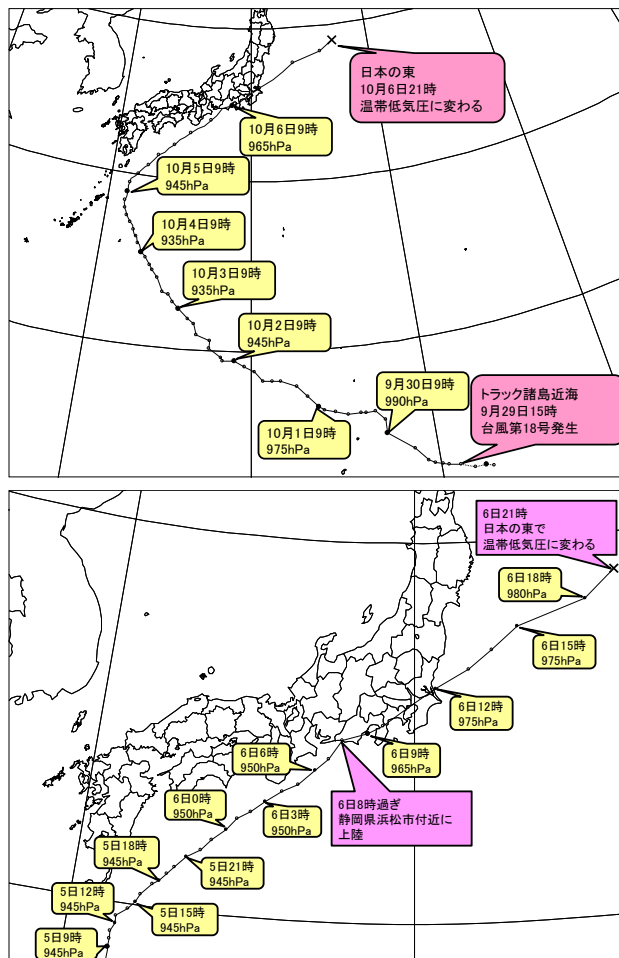 日本の東
10月6日21時
温帯低気圧に変わる
10月6日9時
965hPa
10月5日9時
945hPa
10月4日9時
935hPa
10月3日9時
935hPa
10月2日9時
945hPa
9月30日9時
990hPa
トラック諸島近海
9月29日15時
台風第18号発生
10月1日9時
975hPa
6日21時
日本の東で
温帯低気圧に変わる
6日18時
980hPa
6日15時
975hPa
6日12時
975hPa
6日9時
965hPa
6日6時
950hPa
6日8時過ぎ
静岡県浜松市付近に
上陸
6日0時
950hPa
6日3時
950hPa
5日18時
945hPa
5日21時
945hPa
5日12時
945hPa
5日15時
945hPa
5日9時
945hPa